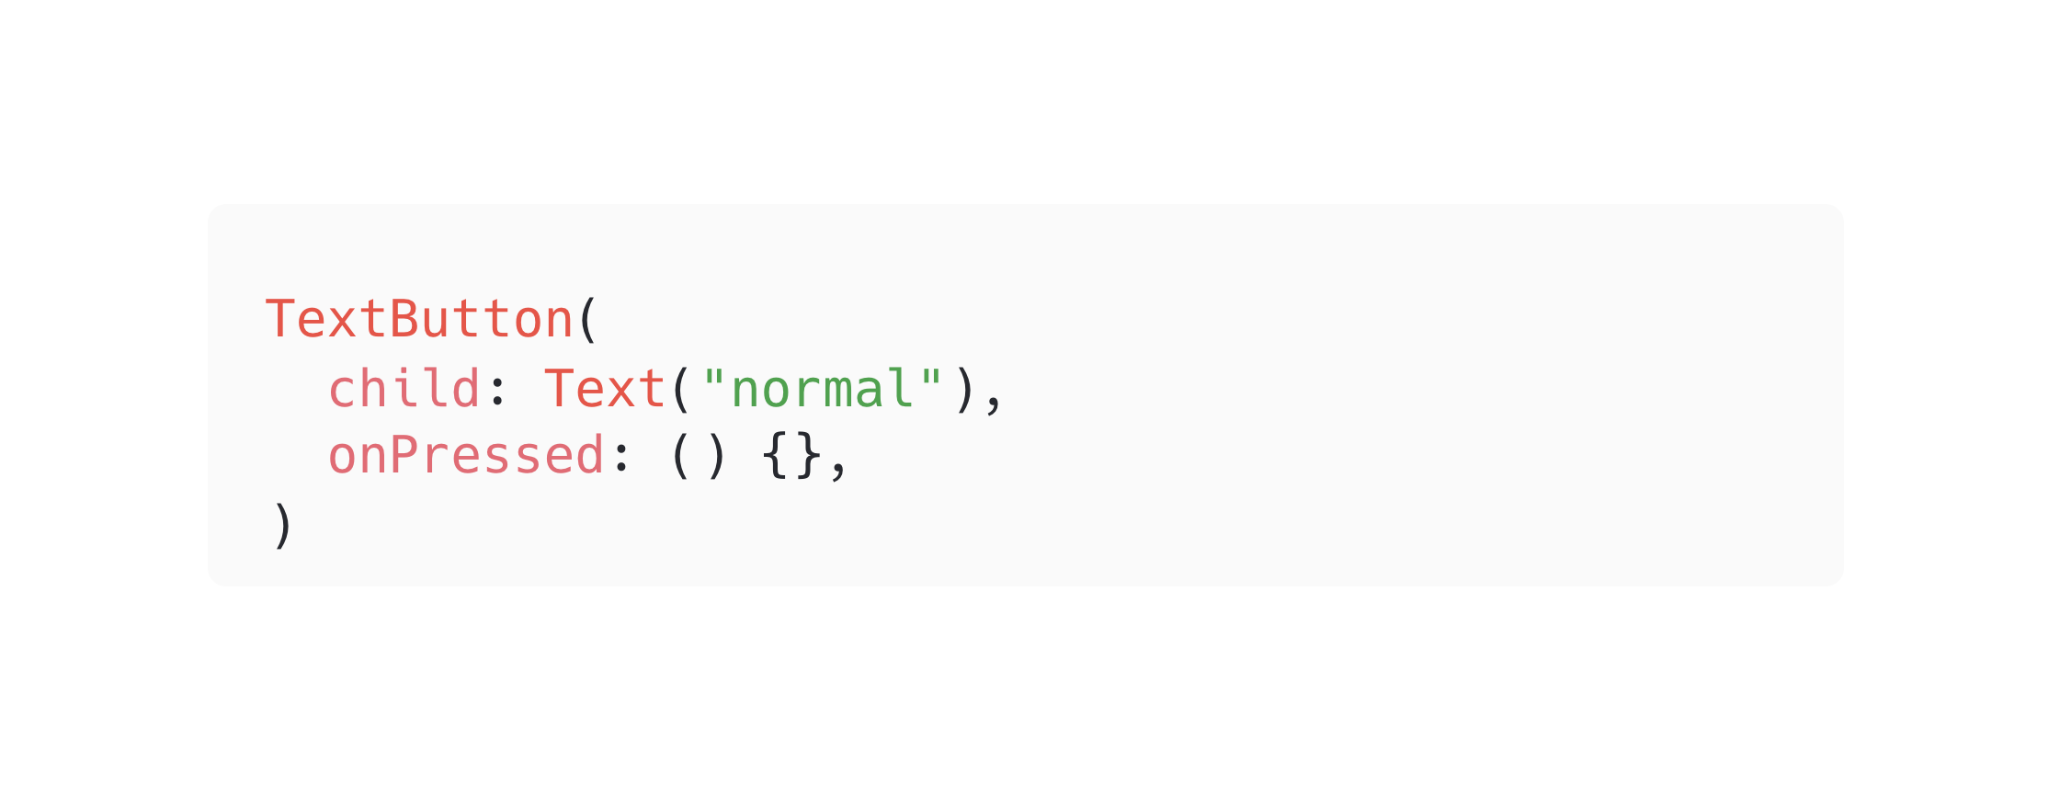 TextButton(
  child: Text("normal"),
  onPressed: () {},
)